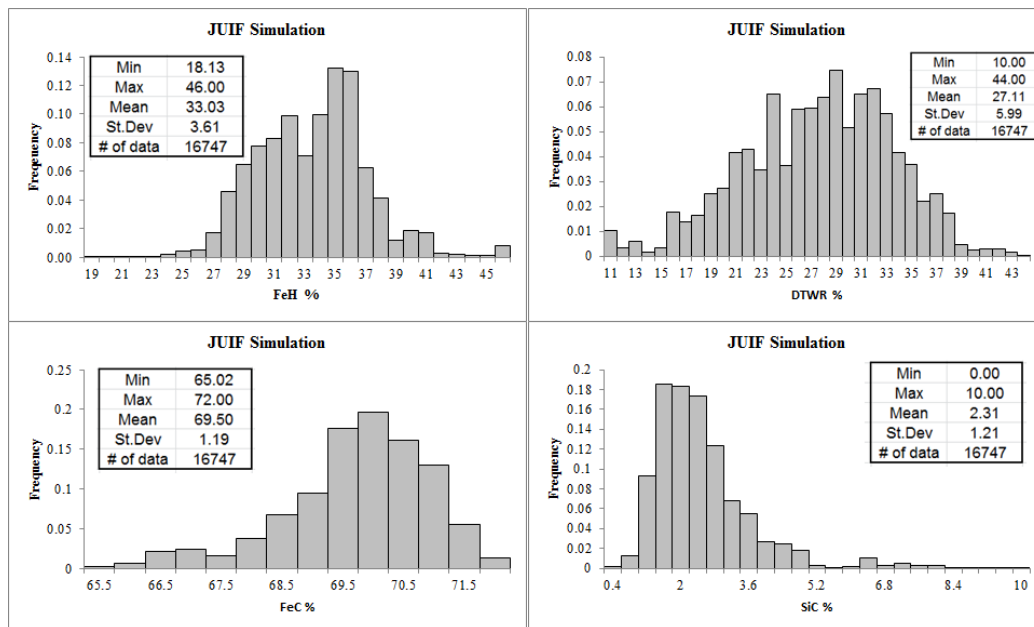 JUIF Simulation
Min 18.13
Max 46.00
Mean 33.03
St.Dev 3.61
# of data 16747
Frequency
0.14
0.12
0.10
0.08
0.06
0.04
0.02
0.00
19 21 23 25 27 29 31 33 35 37 39 41 43 45
FeH %
JUIF Simulation
Min 10.00
Max 44.00
Mean 27.11
St.Dev 5.99
# of data 16747
Frequency
0.08
0.07
0.06
0.05
0.04
0.03
0.02
0.01
0
11 13 15 17 19 21 23 25 27 29 31 33 35 37 39 41 43
DTWR %
JUIF Simulation
Min 65.02
Max 72.00
Mean 69.50
St.Dev 1.19
# of data 16747
Frequency
0.25
0.2
0.15
0.1
0.05
0
65.5 66.5 67.5 68.5 69.5 70.5 71.5
FeC %
JUIF Simulation
Min 0.00
Max 10.00
Mean 2.31
St.Dev 1.21
# of data 16747
Frequency
0.2
0.18
0.16
0.14
0.12
0.1
0.08
0.06
0.04
0.02
0
0.4 2 3.6 5.2 6.8 8.4 10
SiC %